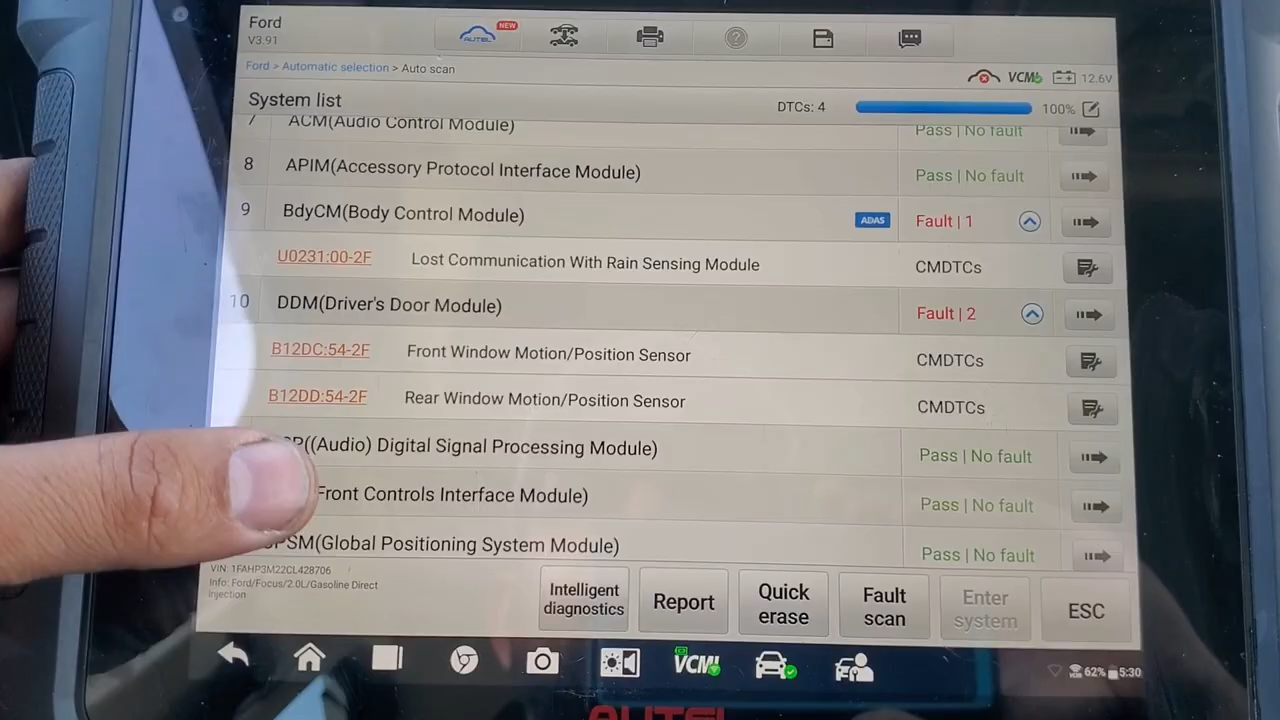 Ford
V3.91
AUTEL
NEW
Ford > Automatic selection > Auto scan
VCMI
12.6V
System list
DTCs: 4
100%
7 ACM(Audio Control Module) Pass | No fault
8 APIM(Accessory Protocol Interface Module) Pass | No fault
9 BdyCM(Body Control Module) ADAS Fault | 1
U0231:00-2F Lost Communication With Rain Sensing Module CMDTCs
10 DDM(Driver's Door Module) Fault | 2
B12DC:54-2F Front Window Motion/Position Sensor CMDTCs
B12DD:54-2F Rear Window Motion/Position Sensor CMDTCs
((Audio) Digital Signal Processing Module) Pass | No fault
Front Controls Interface Module) Pass | No fault
PSM(Global Positioning System Module) Pass | No fault
VIN: 1FAHP3M22CL428706
Info: Ford/Focus/2.0L/Gasoline Direct
Injection
Intelligent
diagnostics
Report
Quick
erase
Fault
scan
Enter
system
ESC
VCMI
62%
5:30
AUTEL